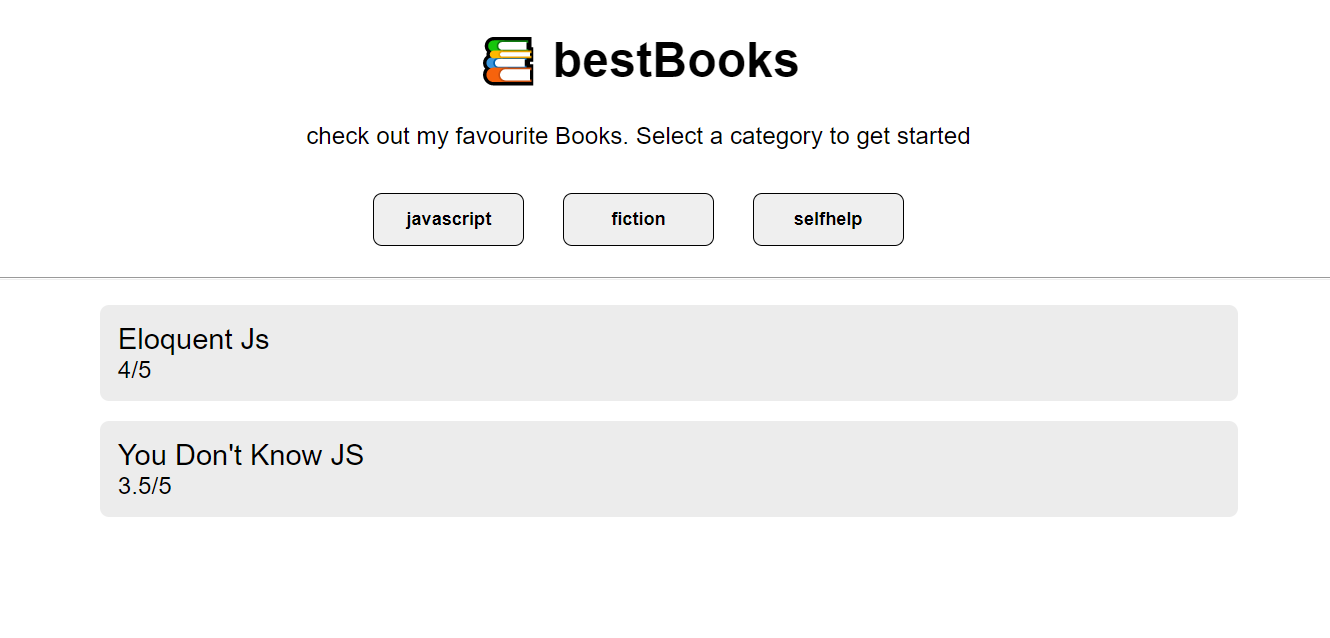 bestBooks
check out my favourite Books. Select a category to get started
javascript fiction selfhelp
Eloquent Js
4/5
You Don't Know JS
3.5/5